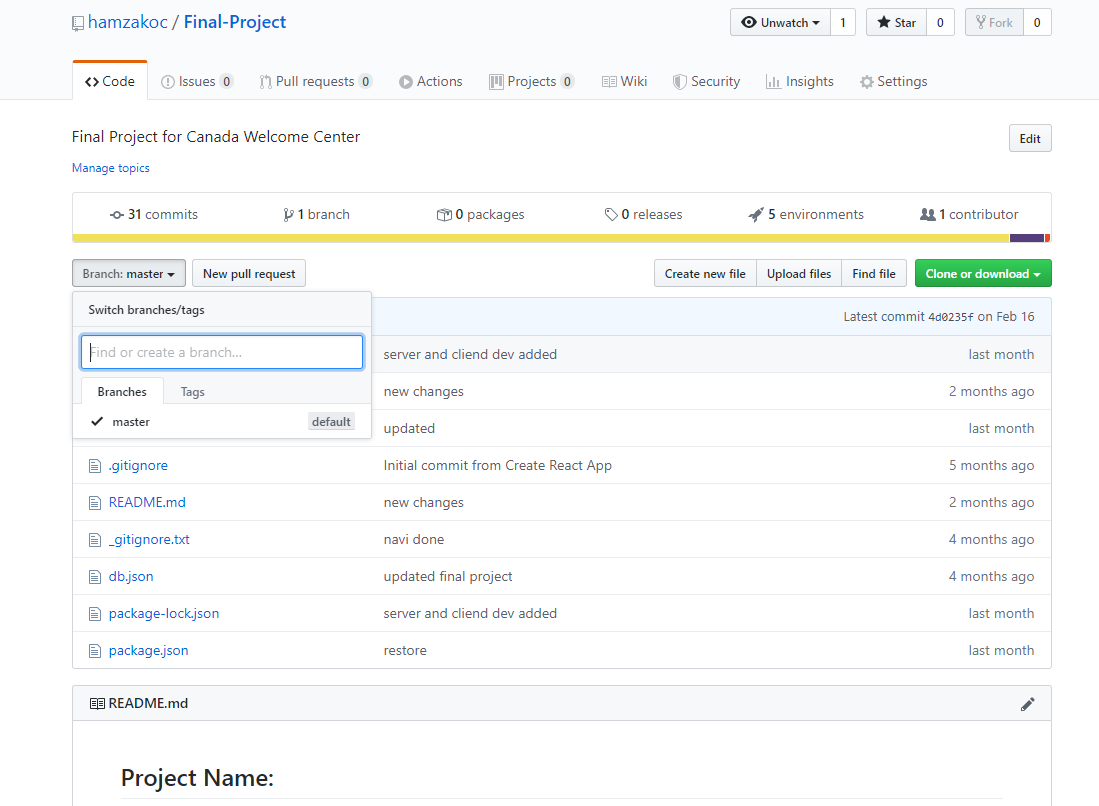 hamzakoc / Final-Project
Unwatch 1 Star 0 Fork 0
Code Issues 0 Pull requests 0 Actions Projects 0 Wiki Security Insights Settings
Final Project for Canada Welcome Center
Edit
Manage topics
31 commits 1 branch 0 packages 0 releases 5 environments 1 contributor
Branch: master New pull request Create new file Upload files Find file Clone or download
Switch branches/tags
Latest commit 4d0235f on Feb 16
Find or create a branch...
server and cliend dev added last month
Branches Tags
new changes 2 months ago
master default
updated last month
.gitignore Initial commit from Create React App 5 months ago
README.md new changes 2 months ago
_gitignore.txt navi done 4 months ago
db.json updated final project 4 months ago
package-lock.json server and cliend dev added last month
package.json restore last month
README.md
Project Name: